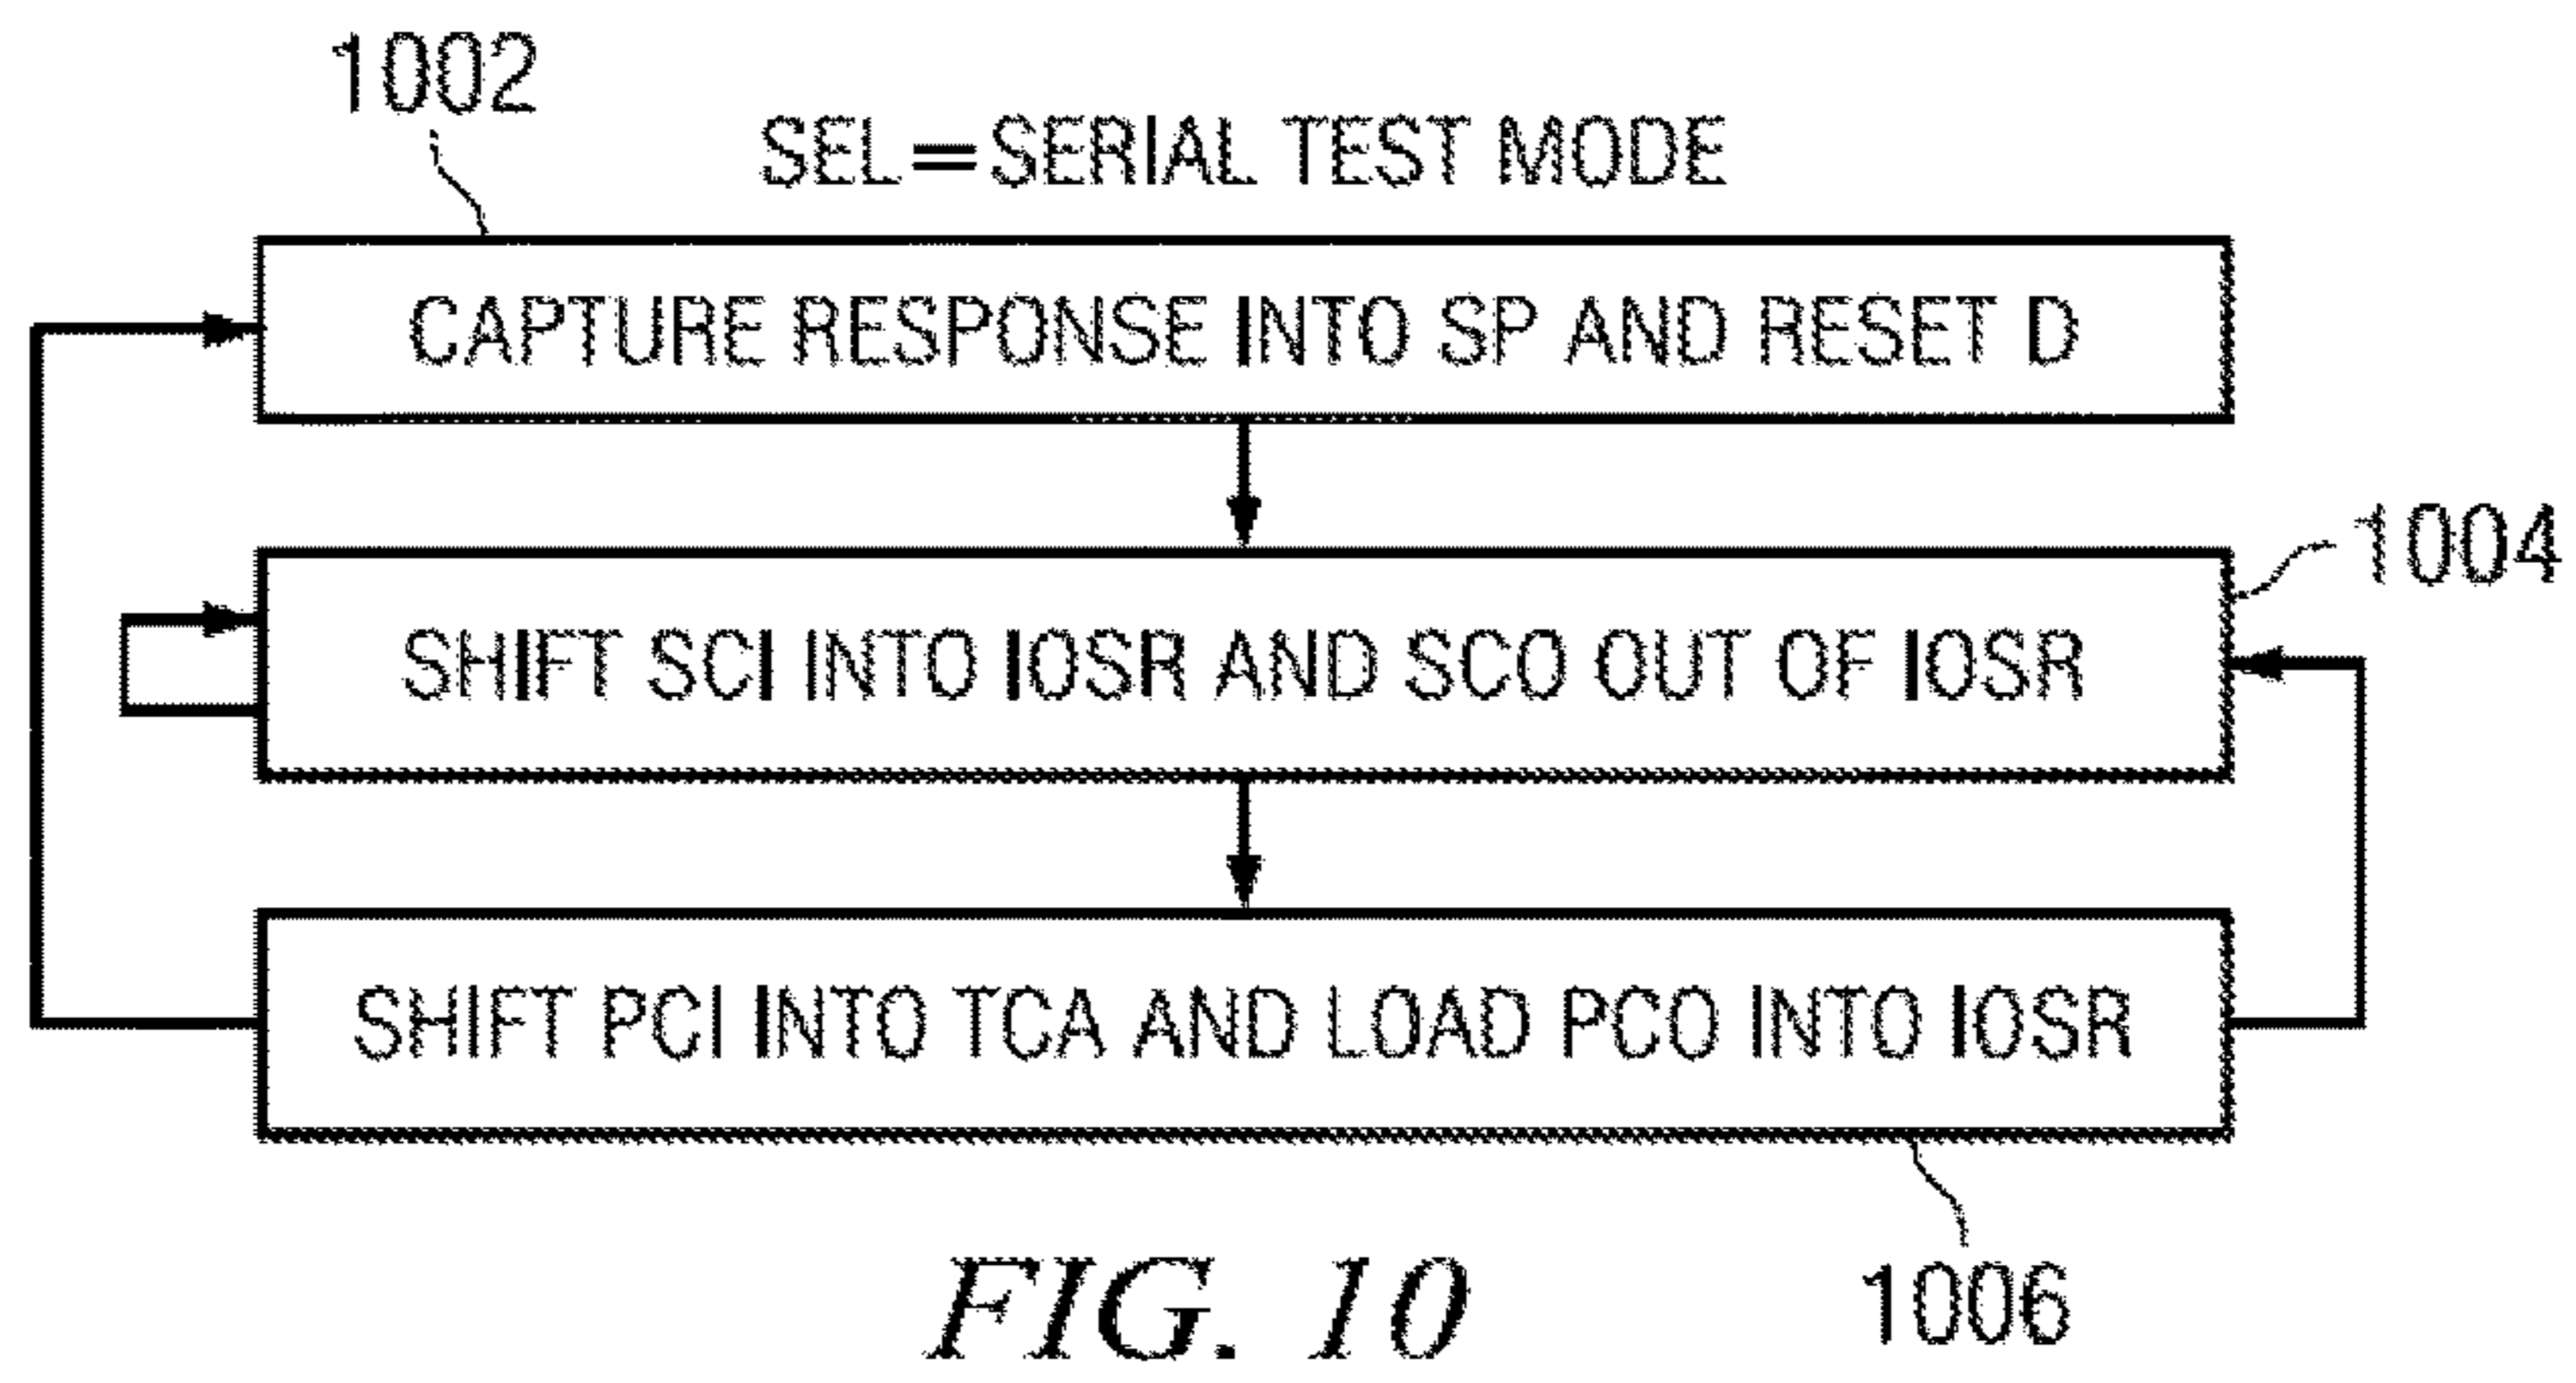 1002
SEL=SERIAL TEST MODE
CAPTURE RESPONSE INTO SP AND RESET D
1004
SHIFT SCI INTO IOSR AND SCO OUT OF IOSR
SHIFT PCI INTO TCA AND LOAD PCO INTO IOSR
1006
FIG. 10